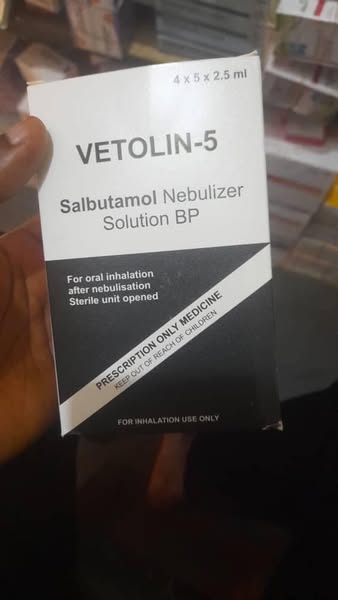 4 x 5 x 2.5 ml
VETOLIN-5
Salbutamol Nebulizer
Solution BP
For oral inhalation
after nebulisation
Sterile unit opened
PRESCRIPTION ONLY MEDICINE
KEEP OUT OF REACH OF CHILDREN
FOR INHALATION USE ONLY